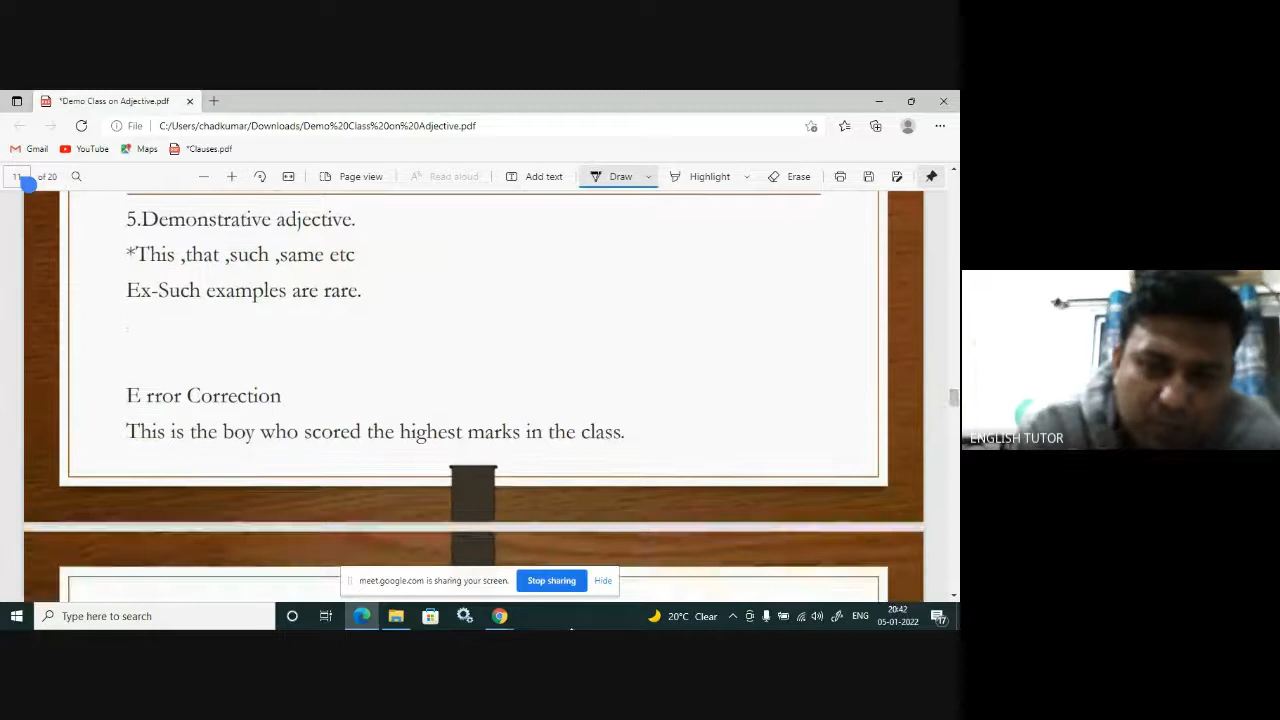 *Demo Class on Adjective.pdf
File C:/Users/chadkumar/Downloads/Demo%20Class%20on%20Adjective.pdf
Gmail YouTube Maps *Clauses.pdf
11 of 20 Page view Read aloud Add text Draw Highlight Erase
5.Demonstrative adjective.
*This ,that ,such ,same etc
Ex-Such examples are rare.
E rror Correction
This is the boy who scored the highest marks in the class.
ENGLISH TUTOR
meet.google.com is sharing your screen. Stop sharing Hide
Type here to search 20°C Clear ENG 20:42
05-01-2022 17